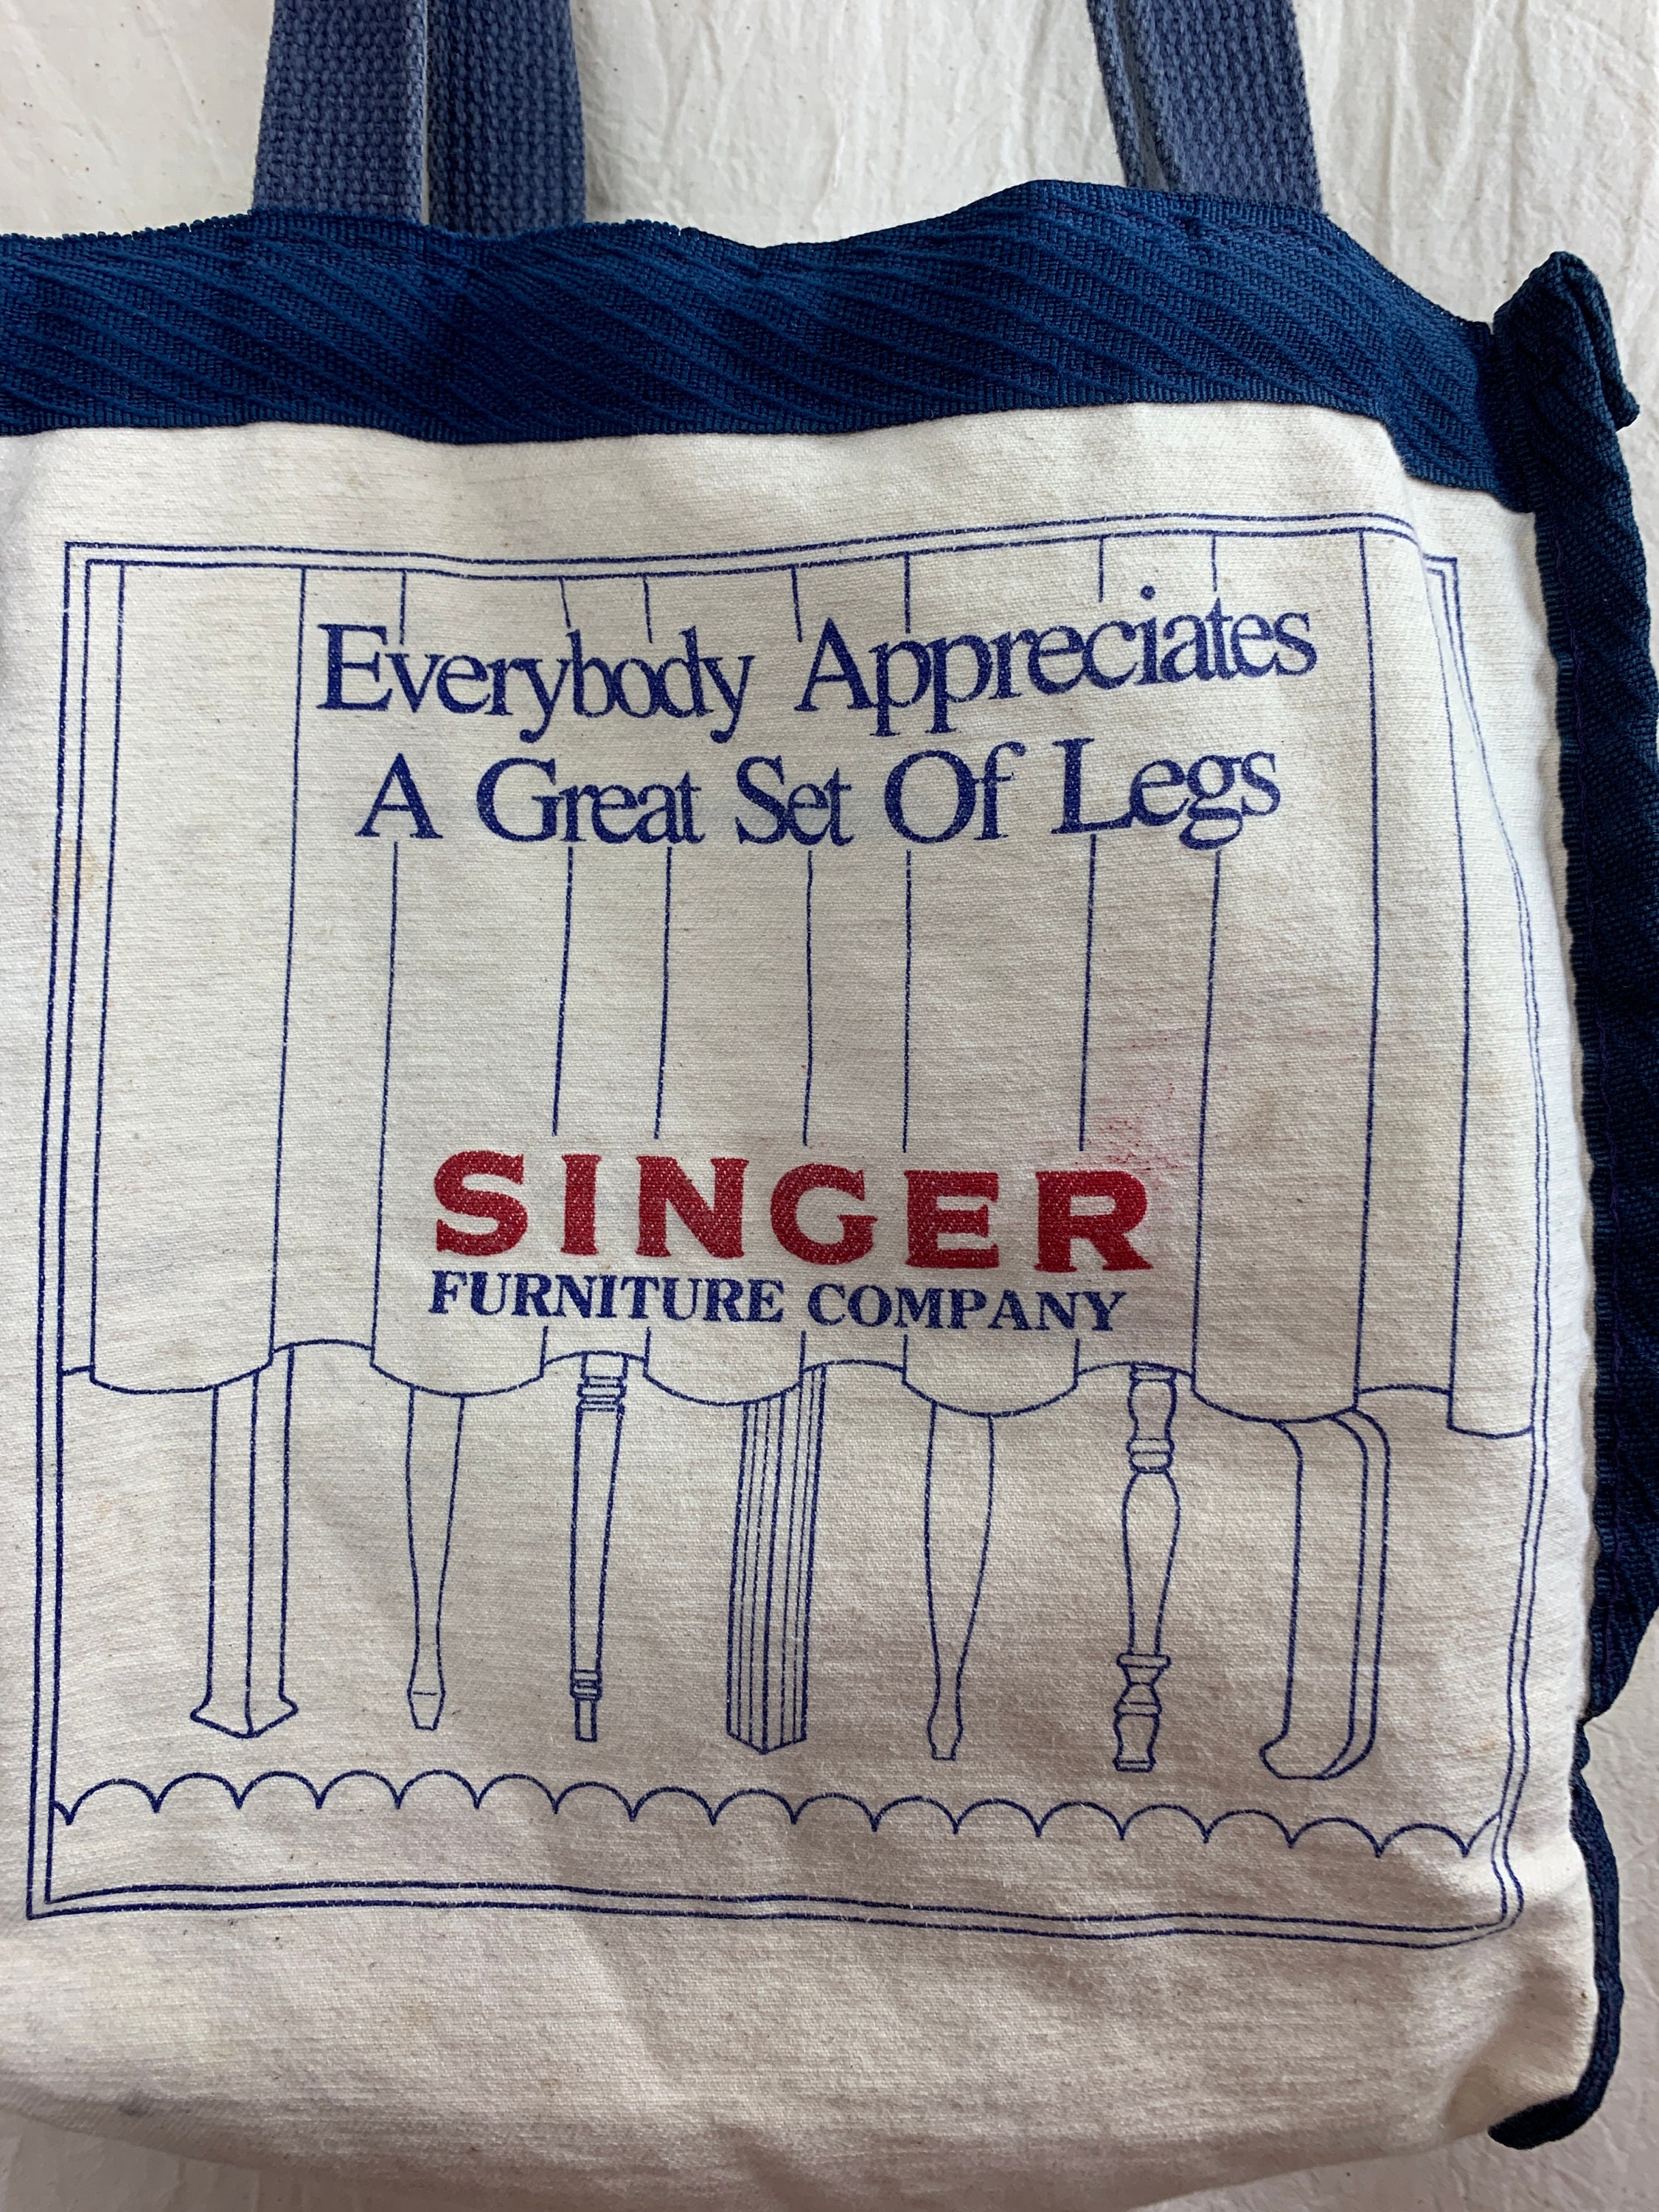 Everybody Appreciates
A Great Set Of Legs
SINGER
FURNITURE COMPANY